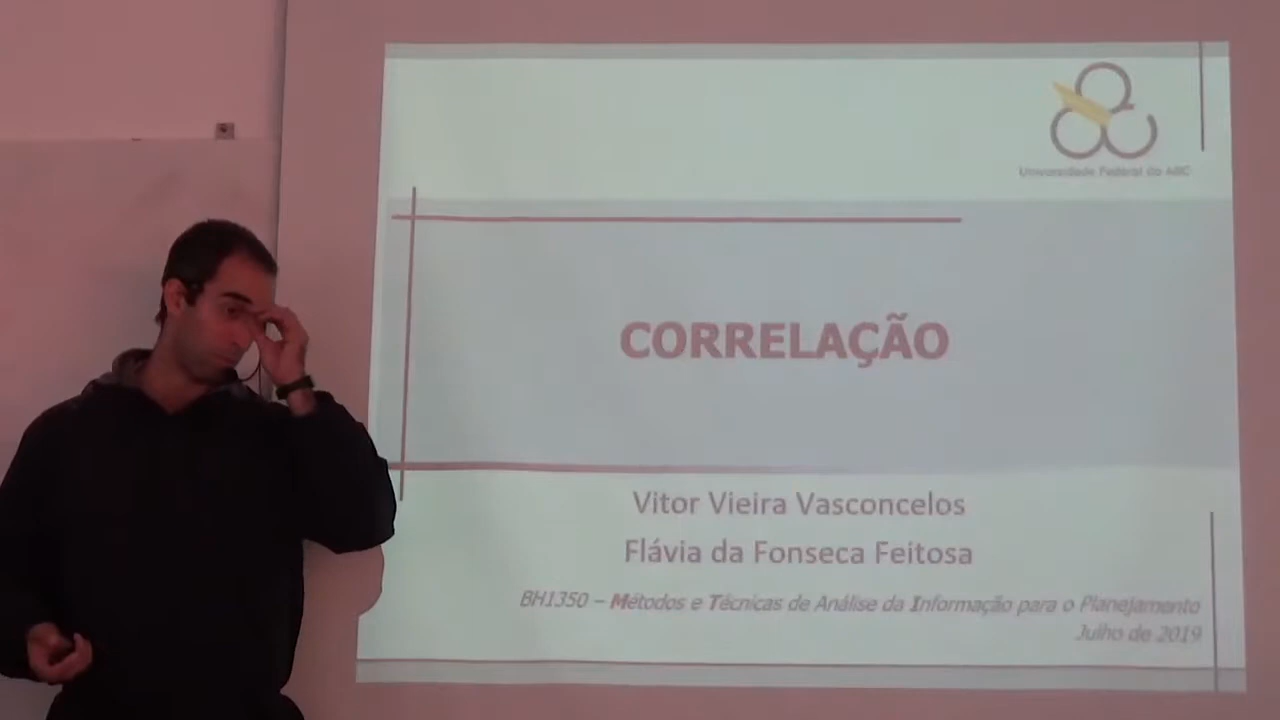 Universidade Federal do ABC
CORRELAÇÃO
Vitor Vieira Vasconcelos
Flávia da Fonseca Feitosa
BH1350 – Métodos e Técnicas de Análise da Informação para o Planejamento
Julho de 2019